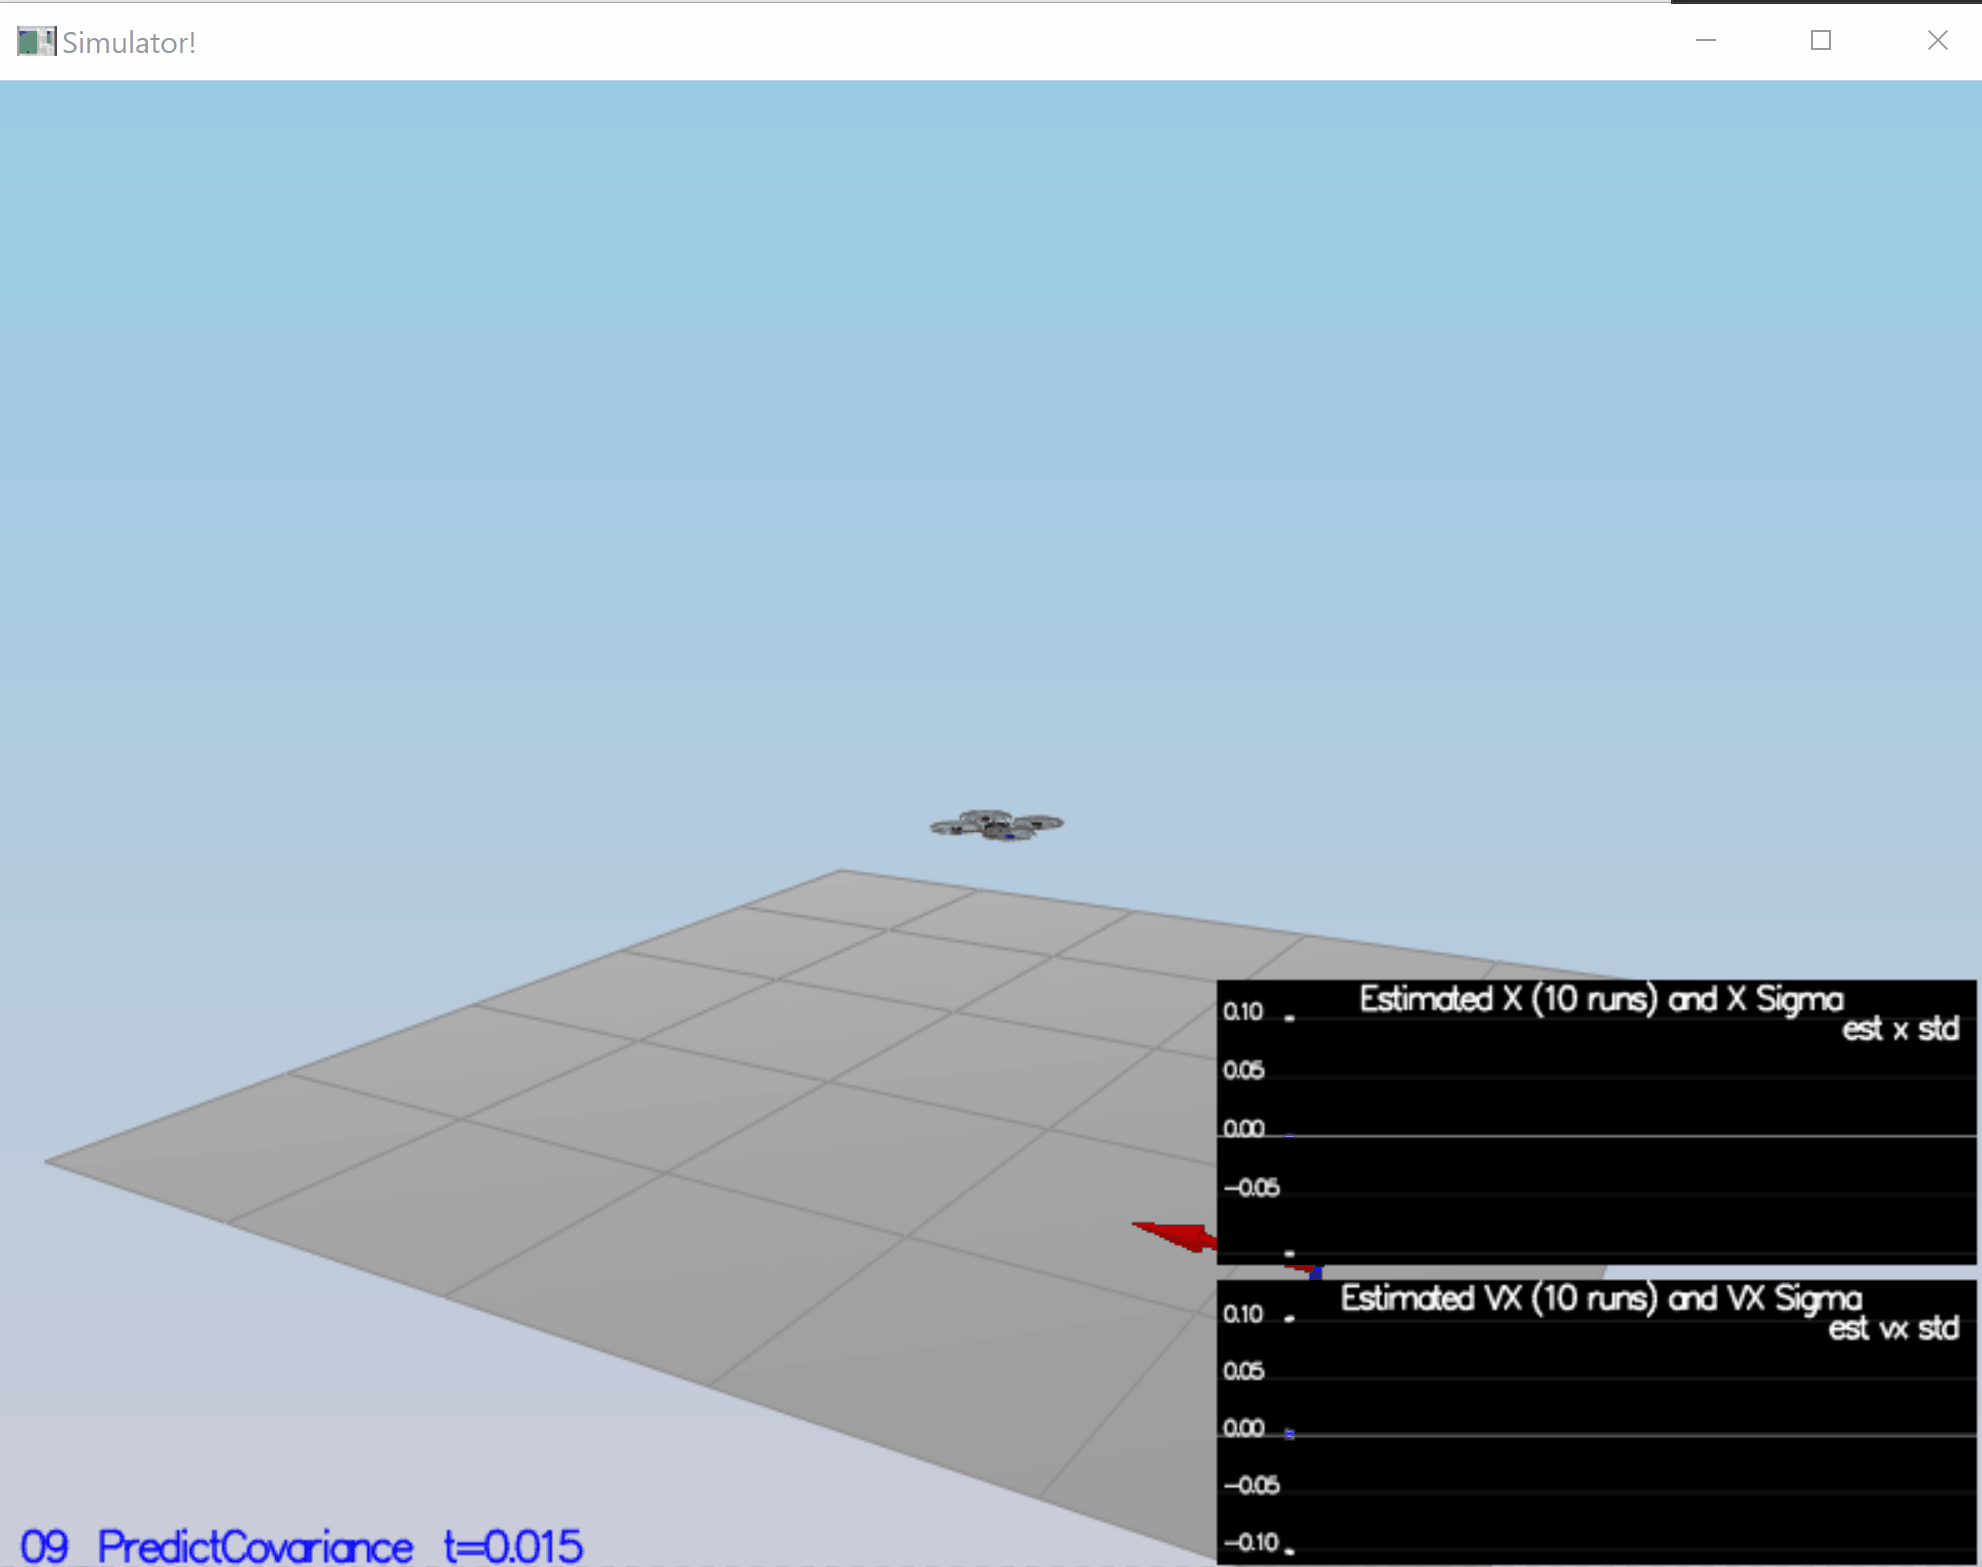 Simulator!
Estimated X (10 runs) and X Sigma
est x std
0.10
0.05
0.00
-0.05
Estimated VX (10 runs) and VX Sigma
est vx std
0.10
0.05
0.00
-0.05
-0.10
09 PredictCovariance t=0.015